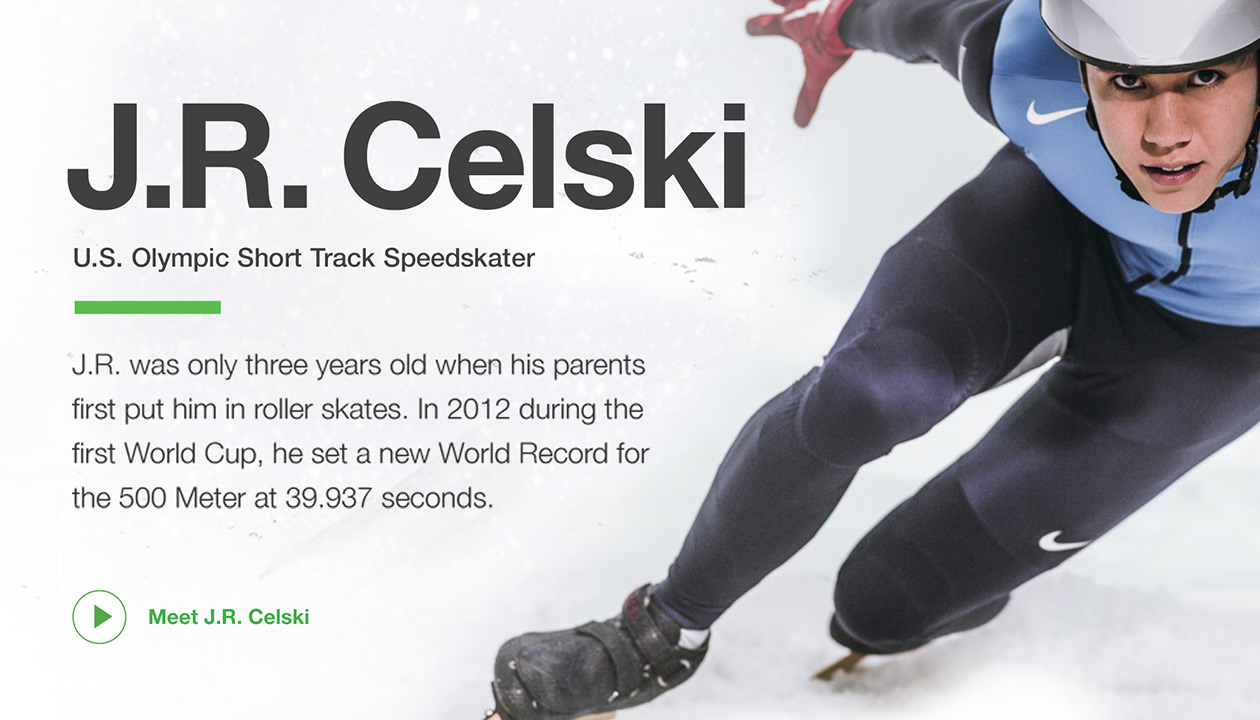 J.R. Celski
U.S. Olympic Short Track Speedskater
J.R. was only three years old when his parents
first put him in roller skates. In 2012 during the
first World Cup, he set a new World Record for
the 500 Meter at 39.937 seconds.
Meet J.R. Celski